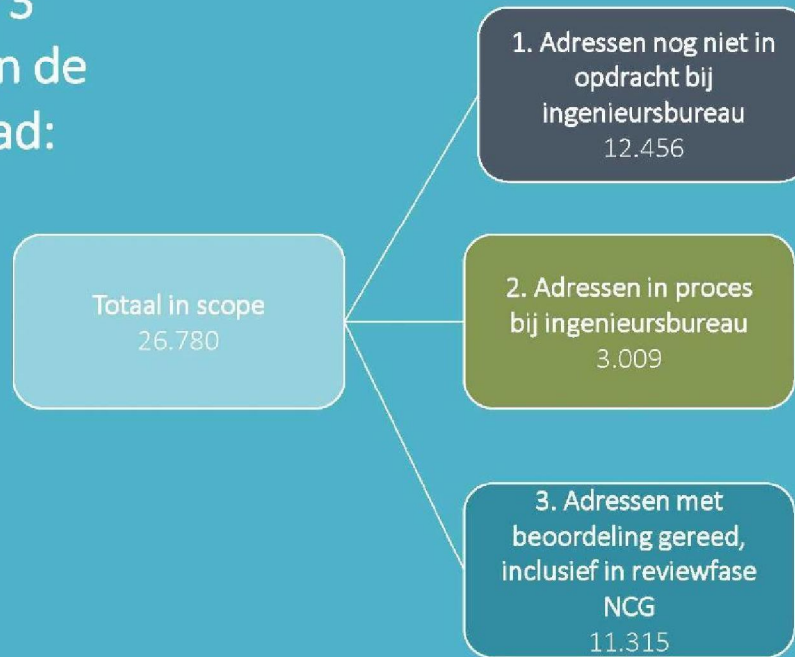 3
n de
ad:
1. Adressen nog niet in
opdracht bij
ingenieursbureau
12.456
Totaal in scope
26.780
2. Adressen in proces
bij ingenieursbureau
3.009
3. Adressen met
beoordeling gereed,
inclusief in reviewfase
NCG
11.315